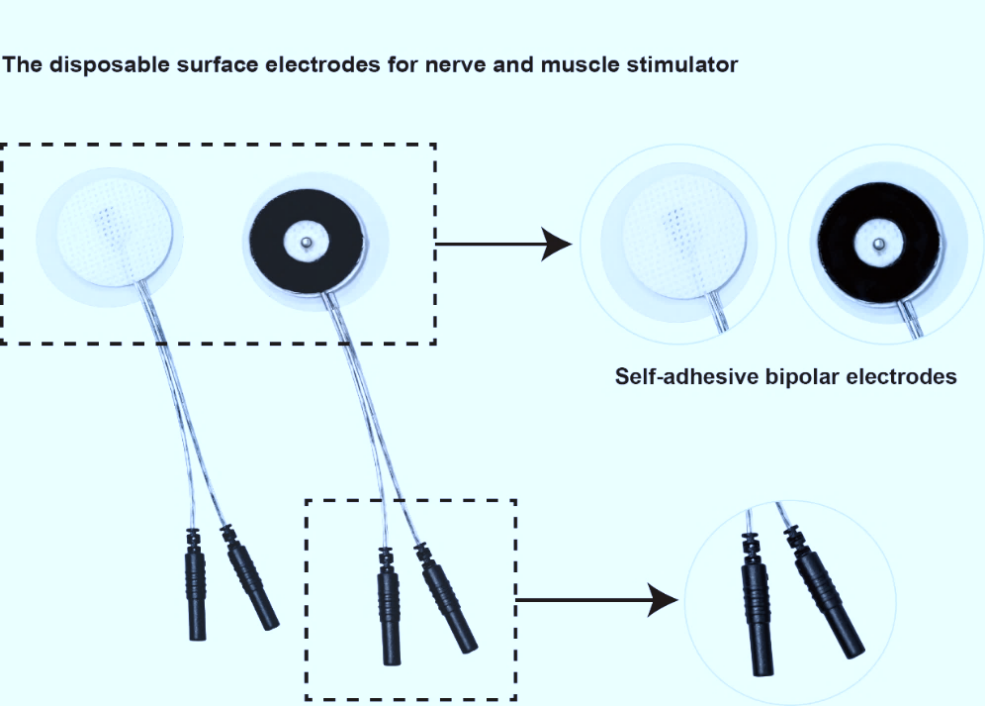 The disposable surface electrodes for nerve and muscle stimulator
Self-adhesive bipolar electrodes